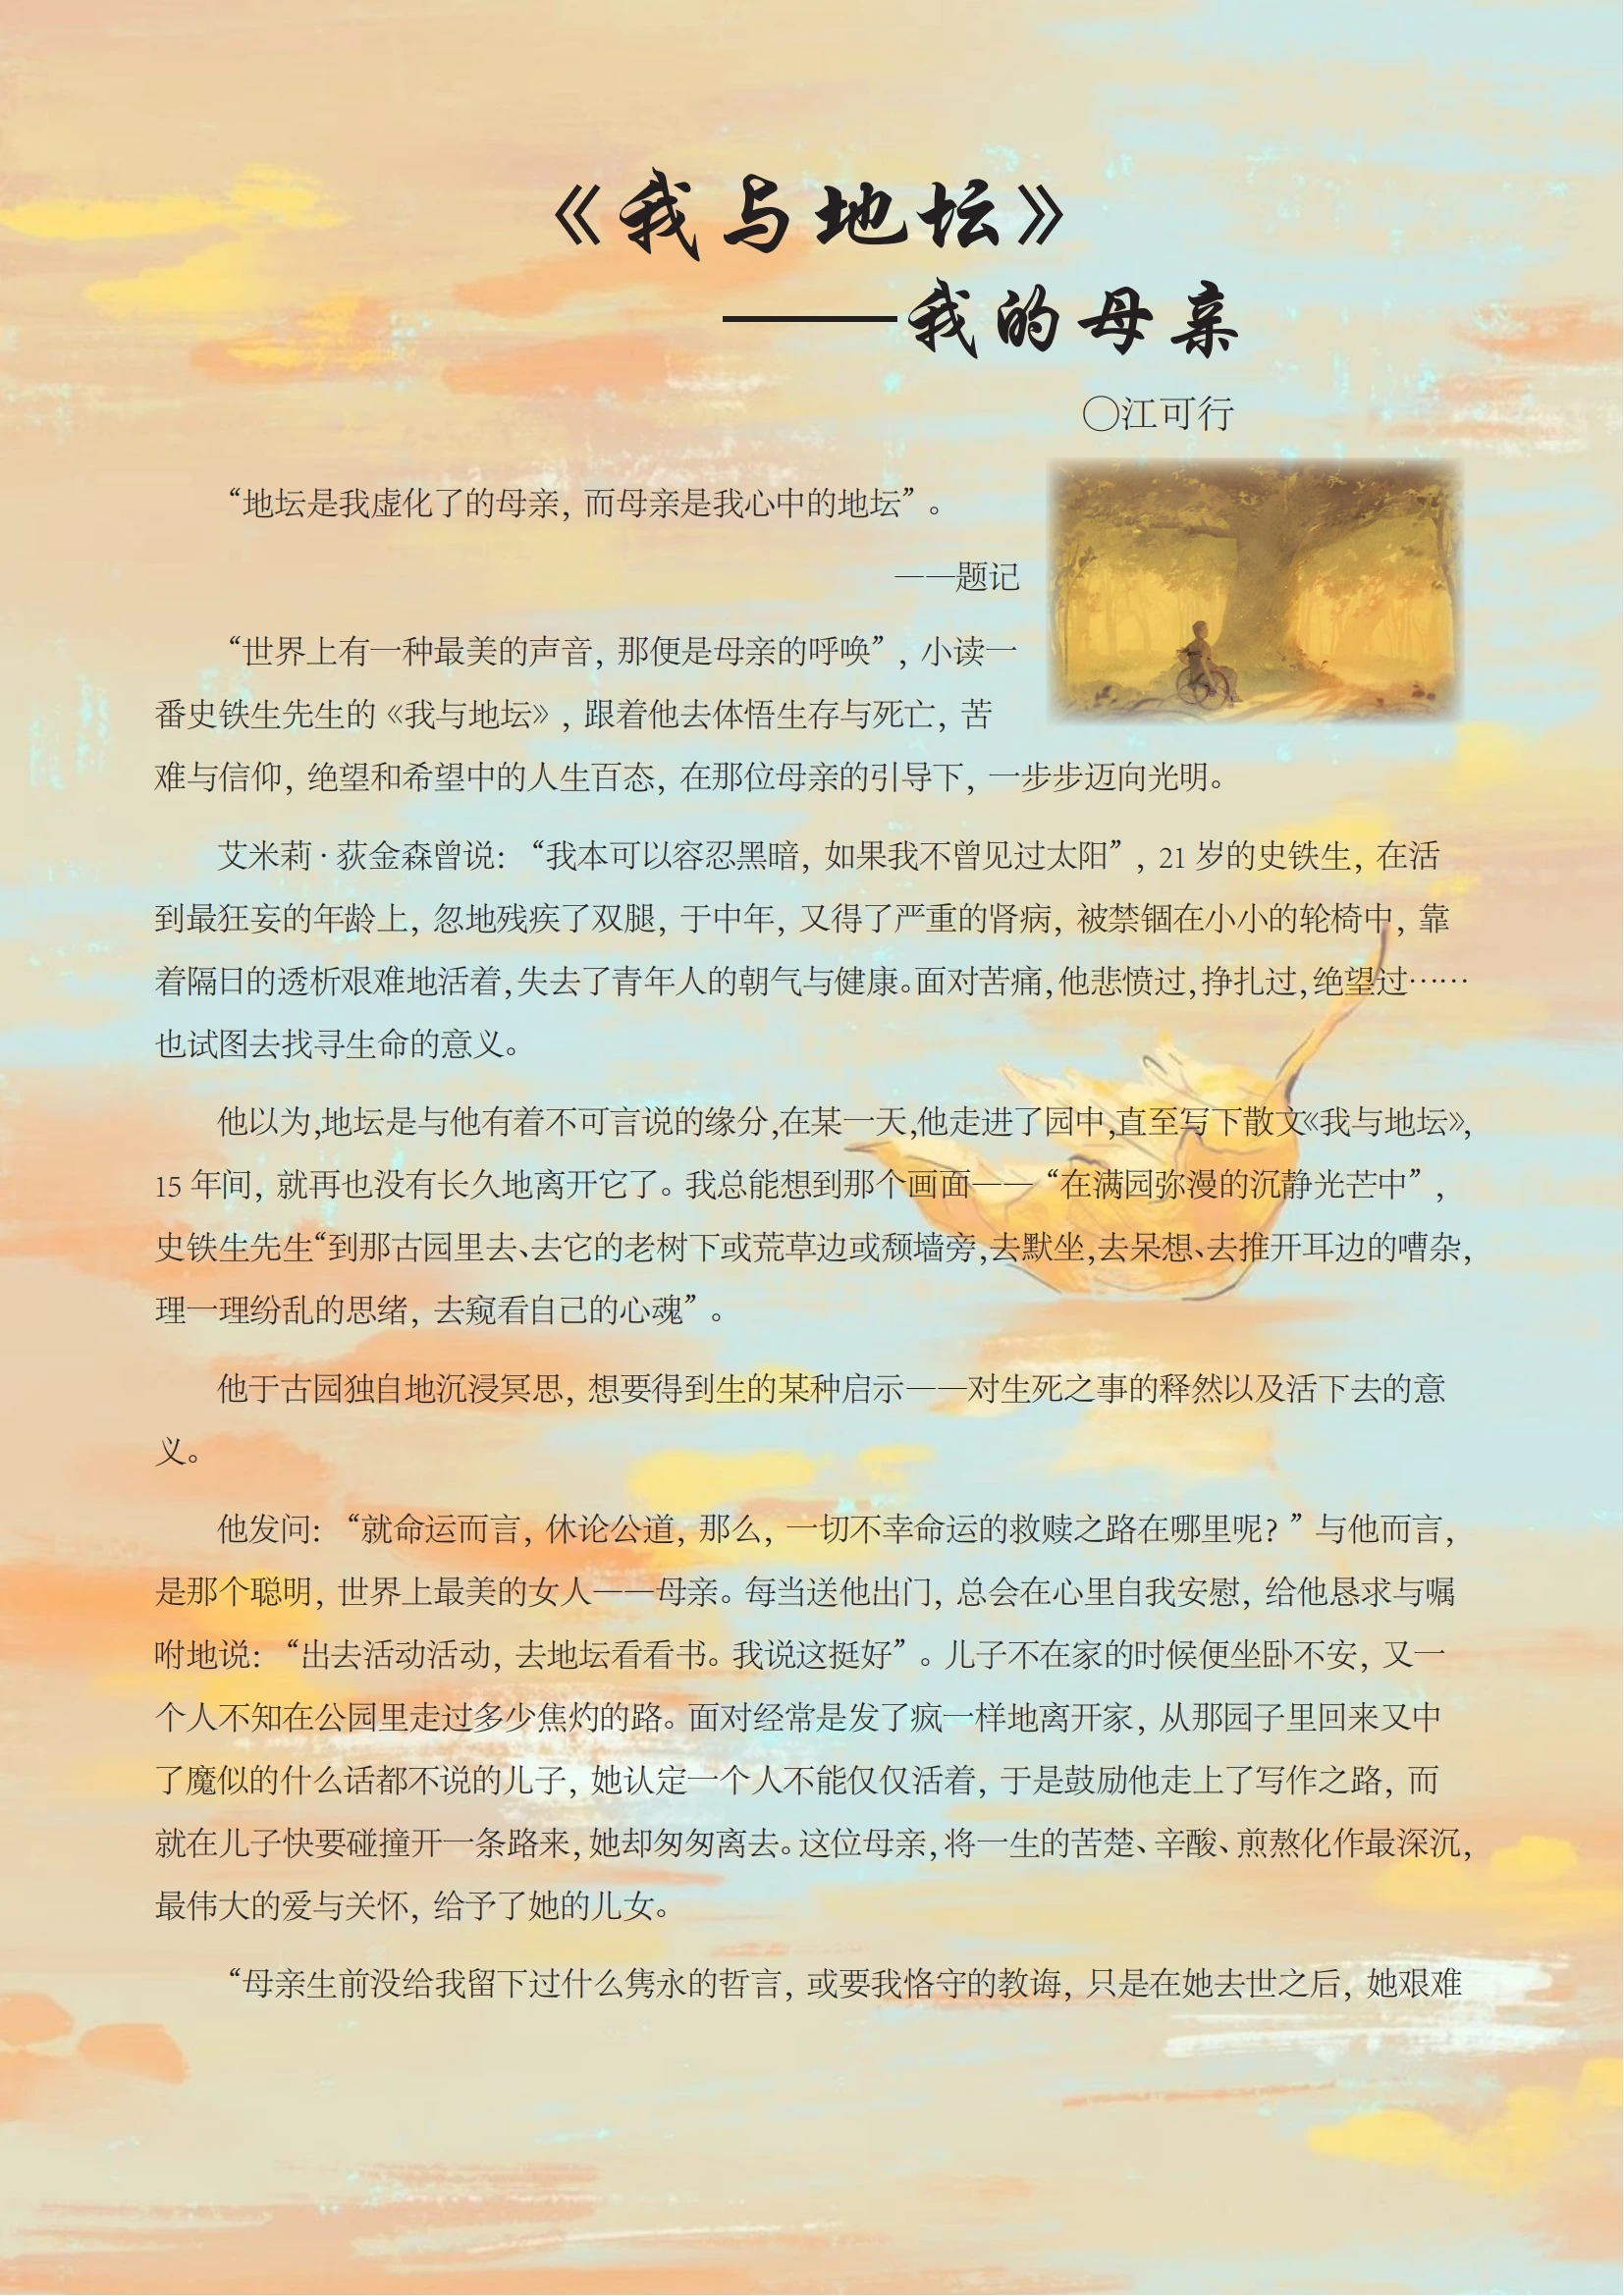 《我与地坛》
——我的母亲
〇江可行
“地坛是我虚化了的母亲，而母亲是我心中的地坛”。
——题记
“世界上有一种最美的声音，那便是母亲的呼唤”，小读一
番史铁生先生的《我与地坛》，跟着他去体悟生存与死亡，苦
难与信仰，绝望和希望中的人生百态，在那位母亲的引导下，一步步迈向光明。
艾米莉·荻金森曾说：“我本可以容忍黑暗，如果我不曾见过太阳”，21 岁的史铁生，在活
到最狂妄的年龄上，忽地残疾了双腿，于中年，又得了严重的肾病，被禁锢在小小的轮椅中，靠
着隔日的透析艰难地活着，失去了青年人的朝气与健康。面对苦痛，他悲愤过，挣扎过，绝望过……
也试图去找寻生命的意义。
他以为，地坛是与他有着不可言说的缘分，在某一天，他走进了园中，直至写下散文《我与地坛》，
15 年间，就再也没有长久地离开它了。我总能想到那个画面——“在满园弥漫的沉静光芒中”，
史铁生先生“到那古园里去、去它的老树下或荒草边或颓墙旁，去默坐，去呆想、去推开耳边的嘈杂，
理一理纷乱的思绪，去窥看自己的心魂”。
他于古园独自地沉浸冥思，想要得到生的某种启示——对生死之事的释然以及活下去的意
义。
他发问：“就命运而言，休论公道，那么，一切不幸命运的救赎之路在哪里呢？”与他而言，
是那个聪明，世界上最美的女人——母亲。每当送他出门，总会在心里自我安慰，给他恳求与嘱
咐地说：“出去活动活动，去地坛看看书。我说这挺好”。儿子不在家的时候便坐卧不安，又一
个人不知在公园里走过多少焦灼的路。面对经常是发了疯一样地离开家，从那园子里回来又中
了魔似的什么话都不说的儿子，她认定一个人不能仅仅活着，于是鼓励他走上了写作之路，而
就在儿子快要碰撞开一条路来，她却匆匆离去。这位母亲，将一生的苦楚、辛酸、煎熬化作最深沉，
最伟大的爱与关怀，给予了她的儿女。
“母亲生前没给我留下过什么隽永的哲言，或要我恪守的教诲，只是在她去世之后，她艰难